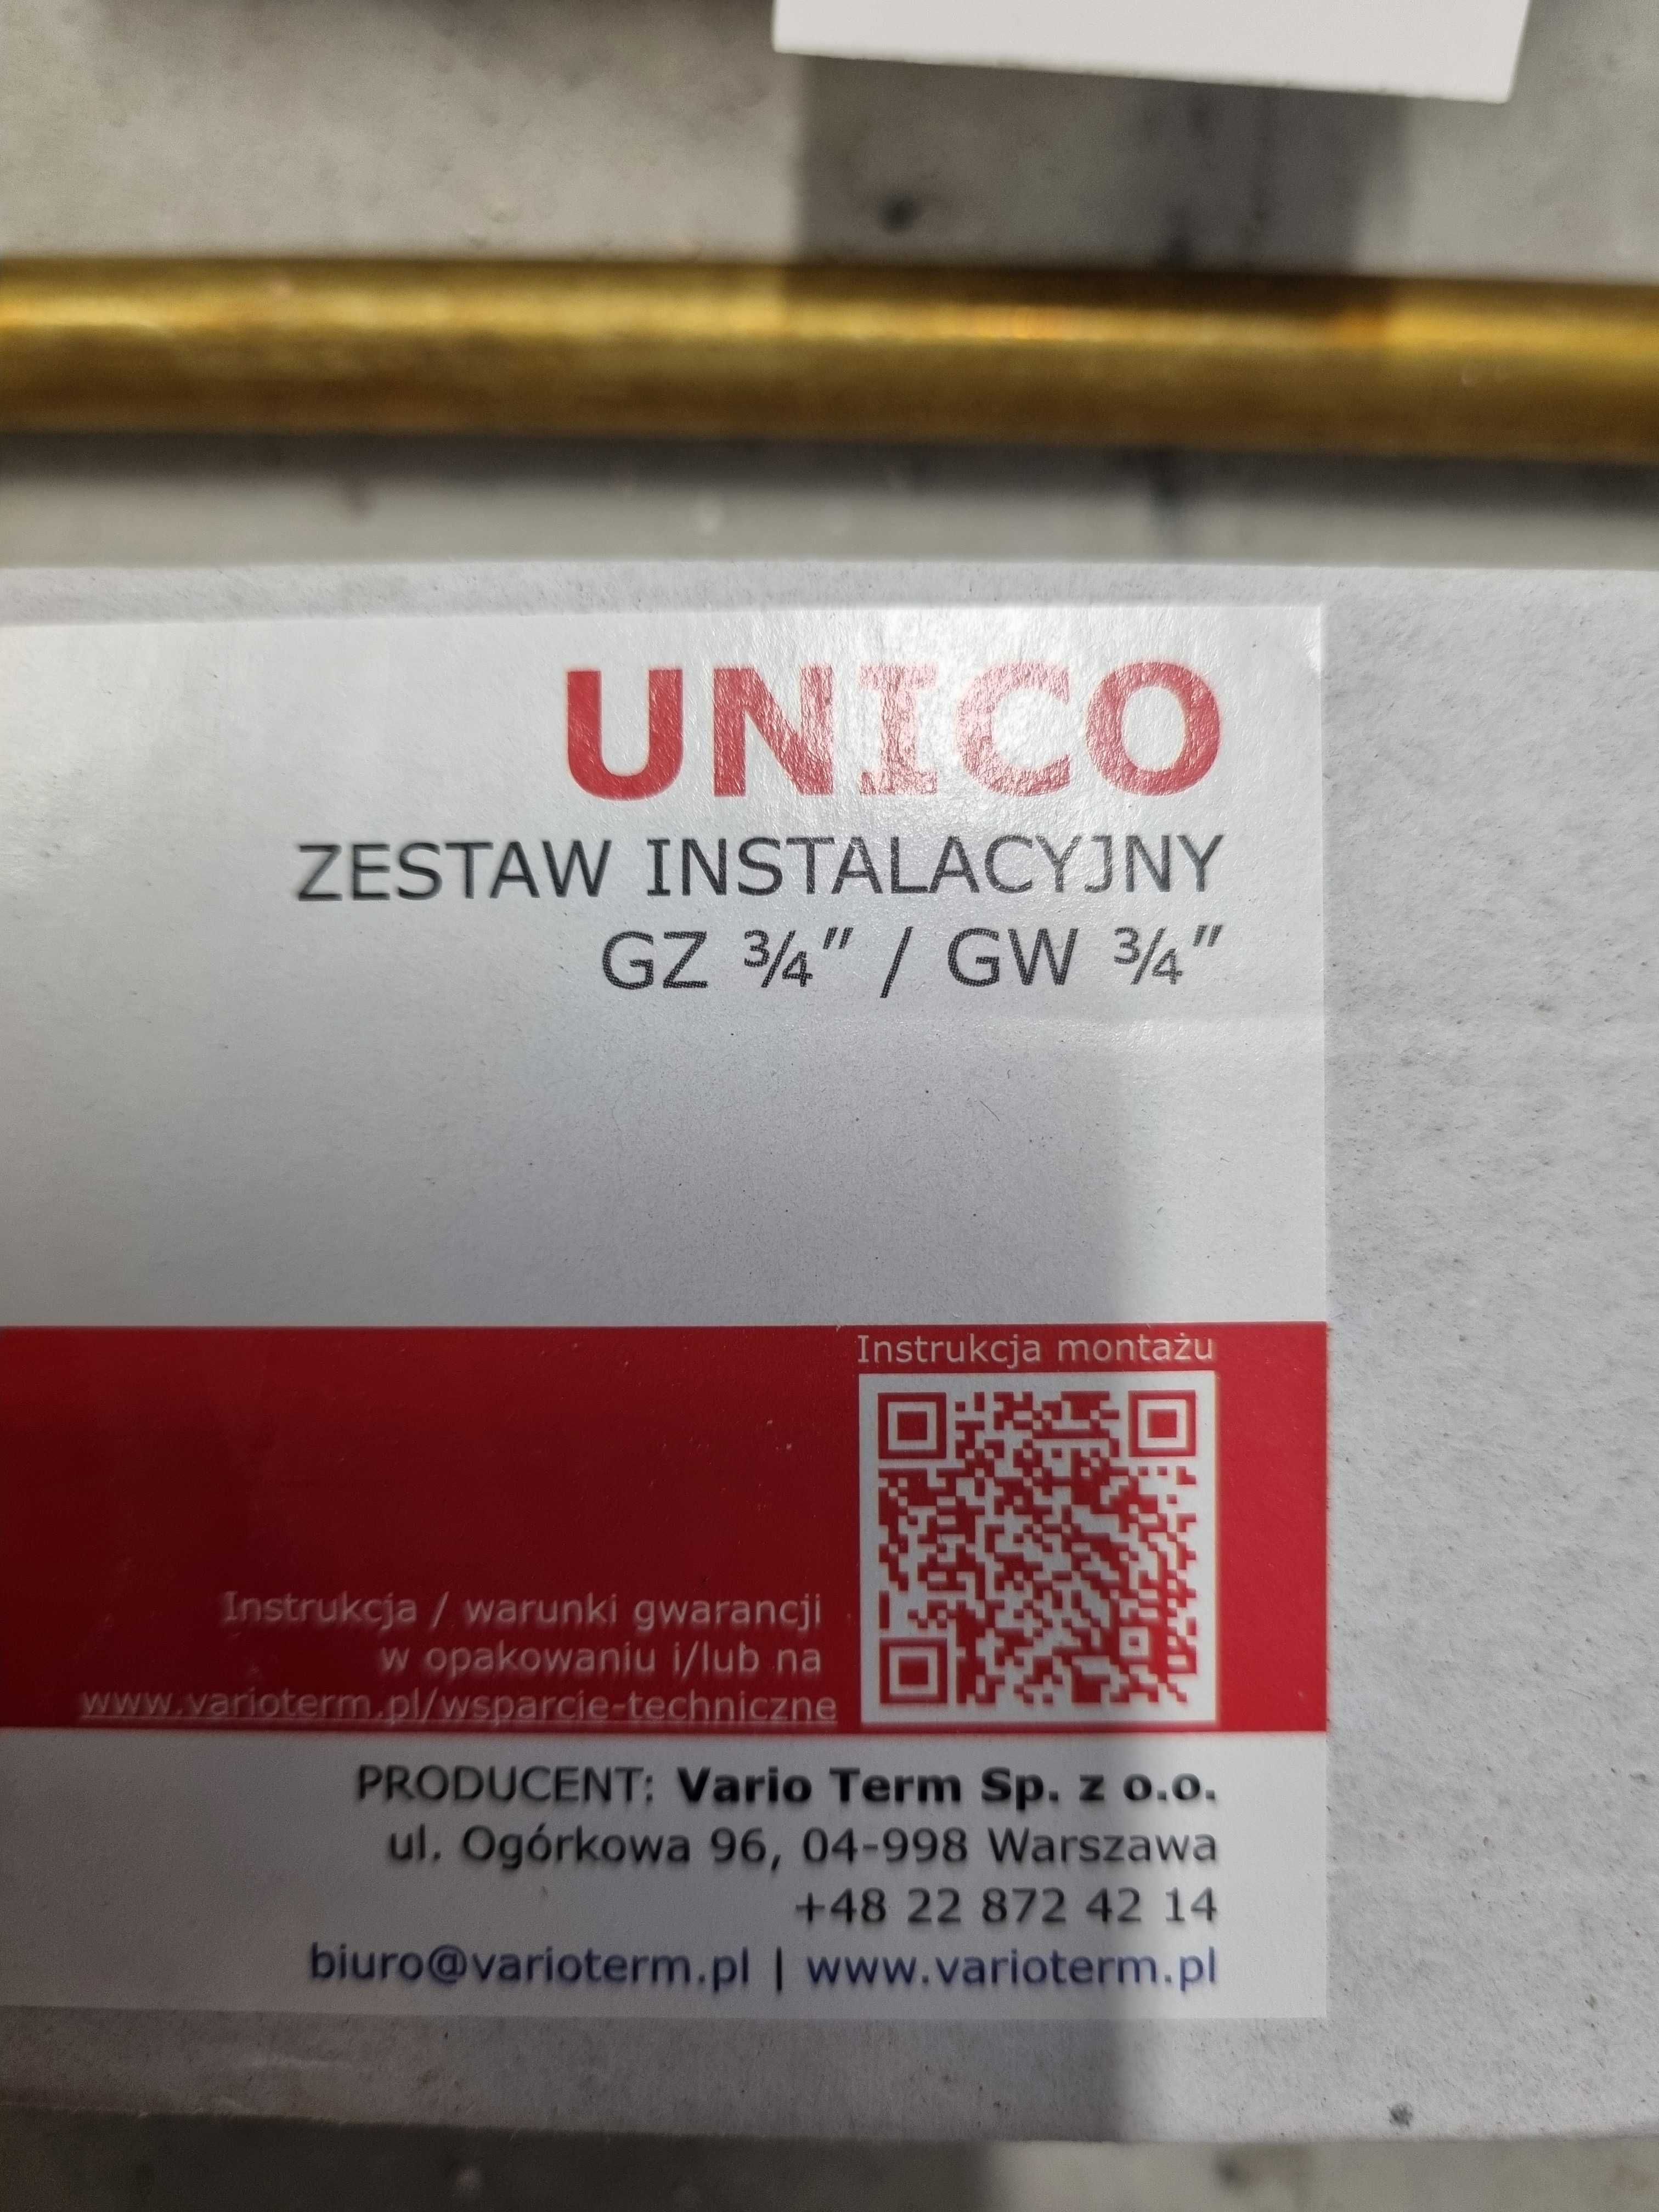 UNICO
ZESTAW INSTALACYJNY
GZ ¾" / GW ¾"
Instrukcja montażu
Instrukcja / warunki gwarancji
w opakowaniu i/lub na
www.varioterm.pl/wsparcie-techniczne
PRODUCENT: Vario Term Sp. z o.o.
ul. Ogórkowa 96, 04-998 Warszawa
+48 22 872 42 14
biuro@varioterm.pl | www.varioterm.pl